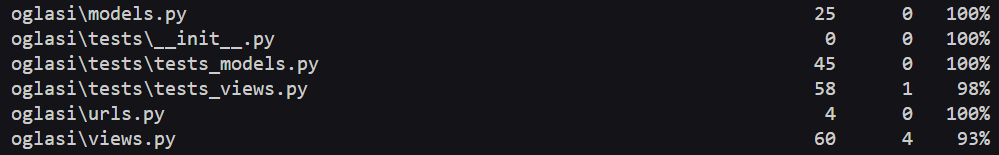 oglasi\models.py 25 0 100%
oglasi\tests\__init__.py 0 0 100%
oglasi\tests\tests_models.py 45 0 100%
oglasi\tests\tests_views.py 58 1 98%
oglasi\urls.py 4 0 100%
oglasi\views.py 60 4 93%